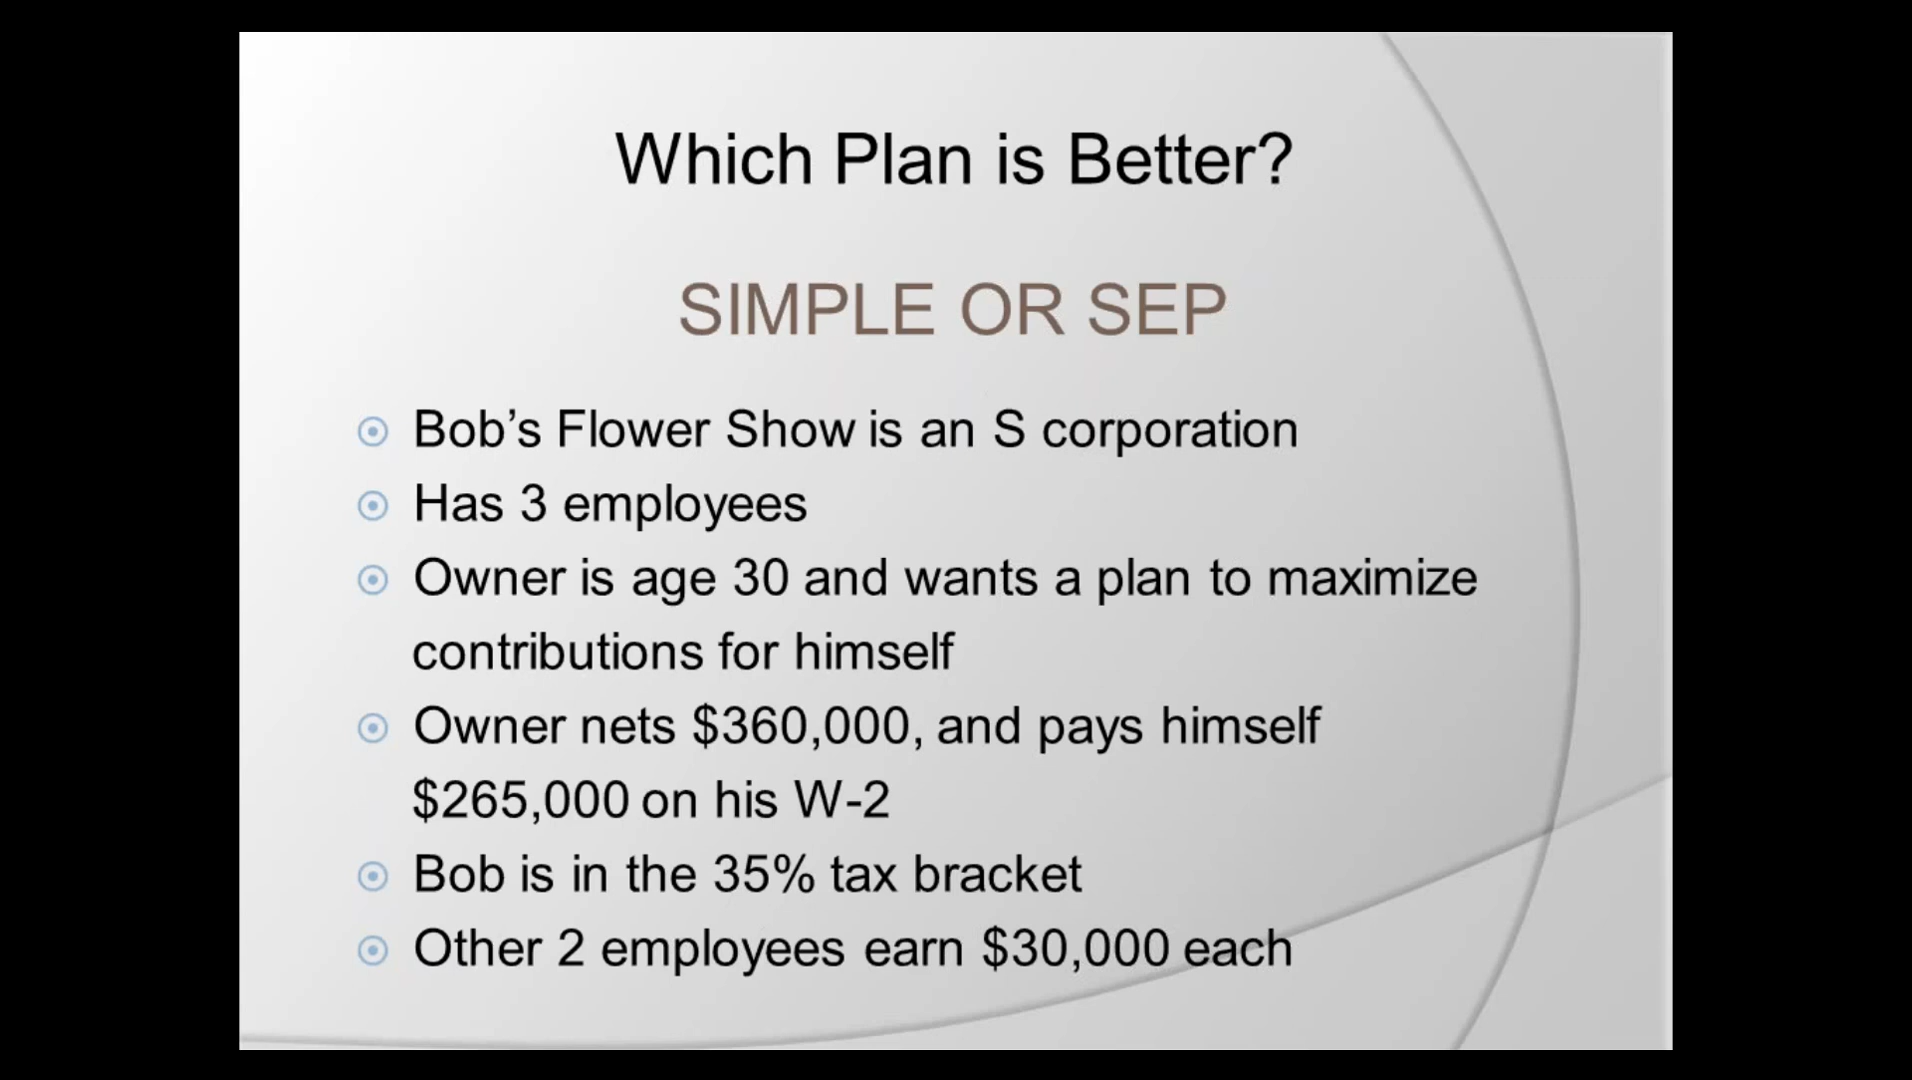 Which Plan is Better?
SIMPLE OR SEP
Bob's Flower Show is an S corporation
Has 3 employees
Owner is age 30 and wants a plan to maximize
contributions for himself
Owner nets $360,000, and pays himself
$265,000 on his W-2
Bob is in the 35% tax bracket
Other 2 employees earn $30,000 each